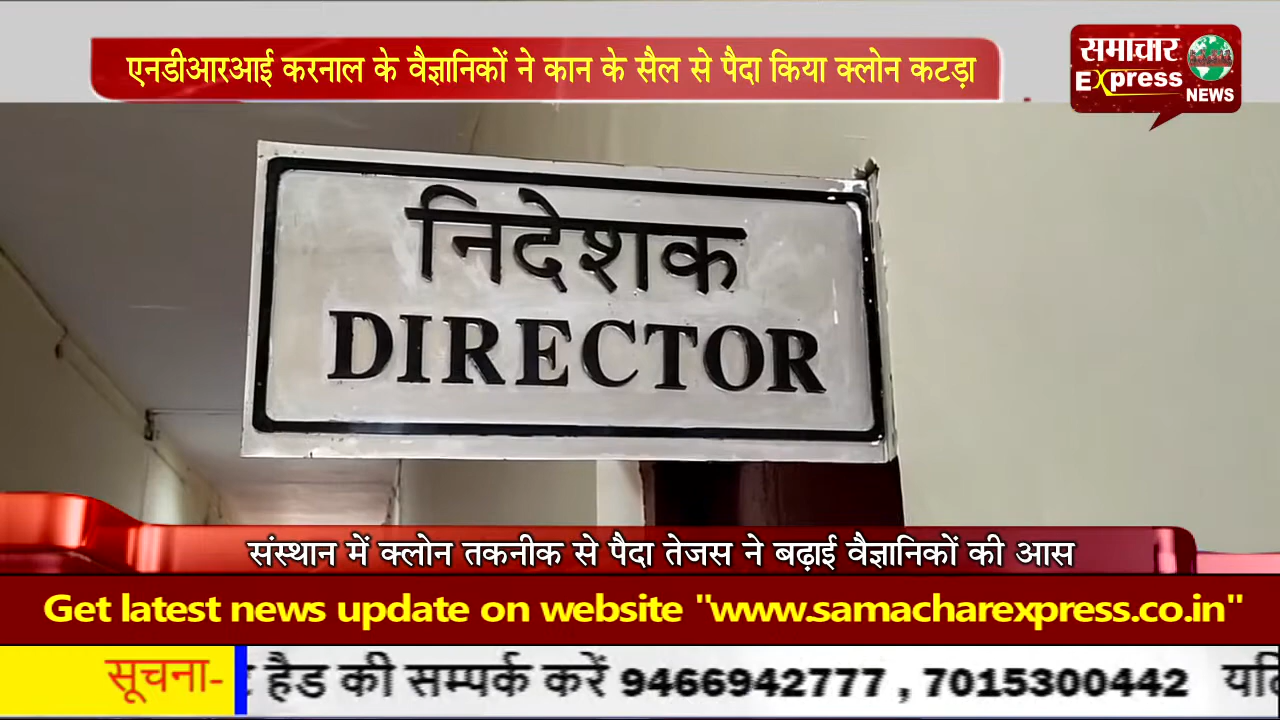 एनडीआरआई करनाल के वैज्ञानिकों ने कान के सैल से पैदा किया क्लोन कटड़ा
समाचार
Express
NEWS
निदेशक
DIRECTOR
संस्थान में क्लोन तकनीक से पैदा तेजस ने बढ़ाई वैज्ञानिकों की आस
Get latest news update on website "www.samacharexpress.co.in"
सूचना- हैड की सम्पर्क करें 9466942777 , 7015300442